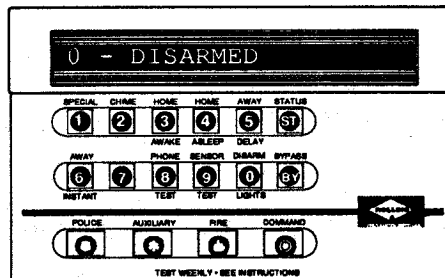 0 - DISARMED
SPECIAL CHIME HOME HOME AWAY STATUS
1 2 3 4 5 ST
AWAKE ASLEEP DELAY
AWAY PHONE SENSOR DISARM BYPASS
6 7 8 9 0 BY
INSTANT TEST TEST LIGHTS
POLICE AUXILIARY FIRE COMMAND
TEST WEEKLY - SEE INSTRUCTIONS